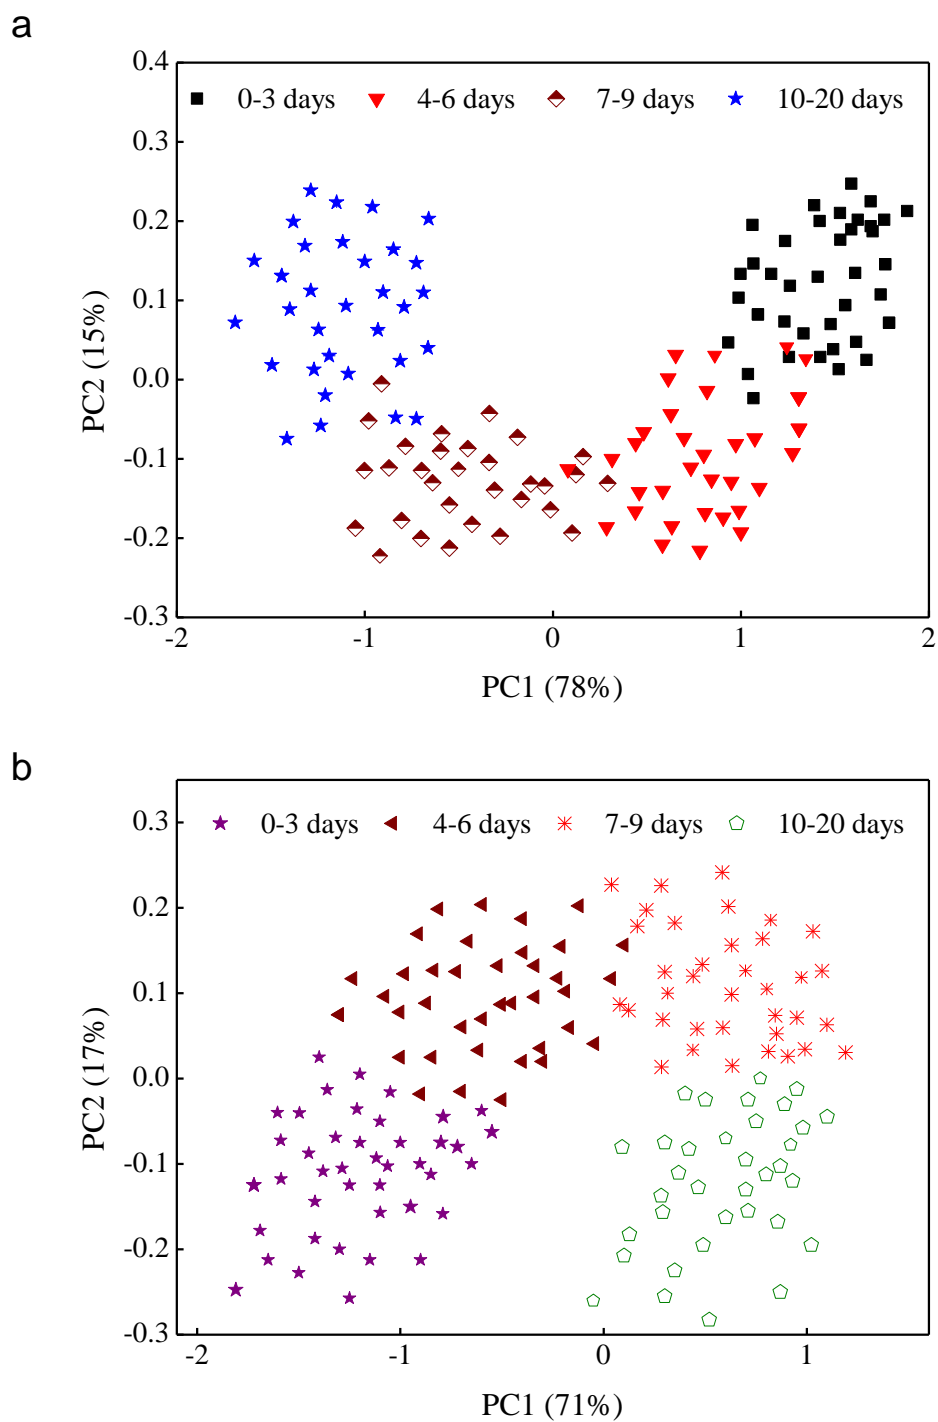 a
0.4
0-3 days 4-6 days 7-9 days 10-20 days
0.3
0.2
0.1
PC2 (15%)
0.0
-0.1
-0.2
-0.3
-2 -1 0 1 2
PC1 (78%)
b
0-3 days 4-6 days 7-9 days 10-20 days
0.3
0.2
0.1
PC2 (17%)
0.0
-0.1
-0.2
-0.3
-2 -1 0 1
PC1 (71%)